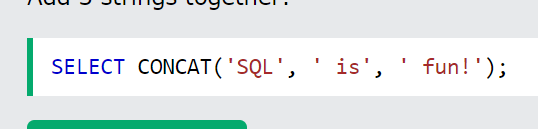 Add 3 strings together:
SELECT CONCAT('SQL', ' is', ' fun!');